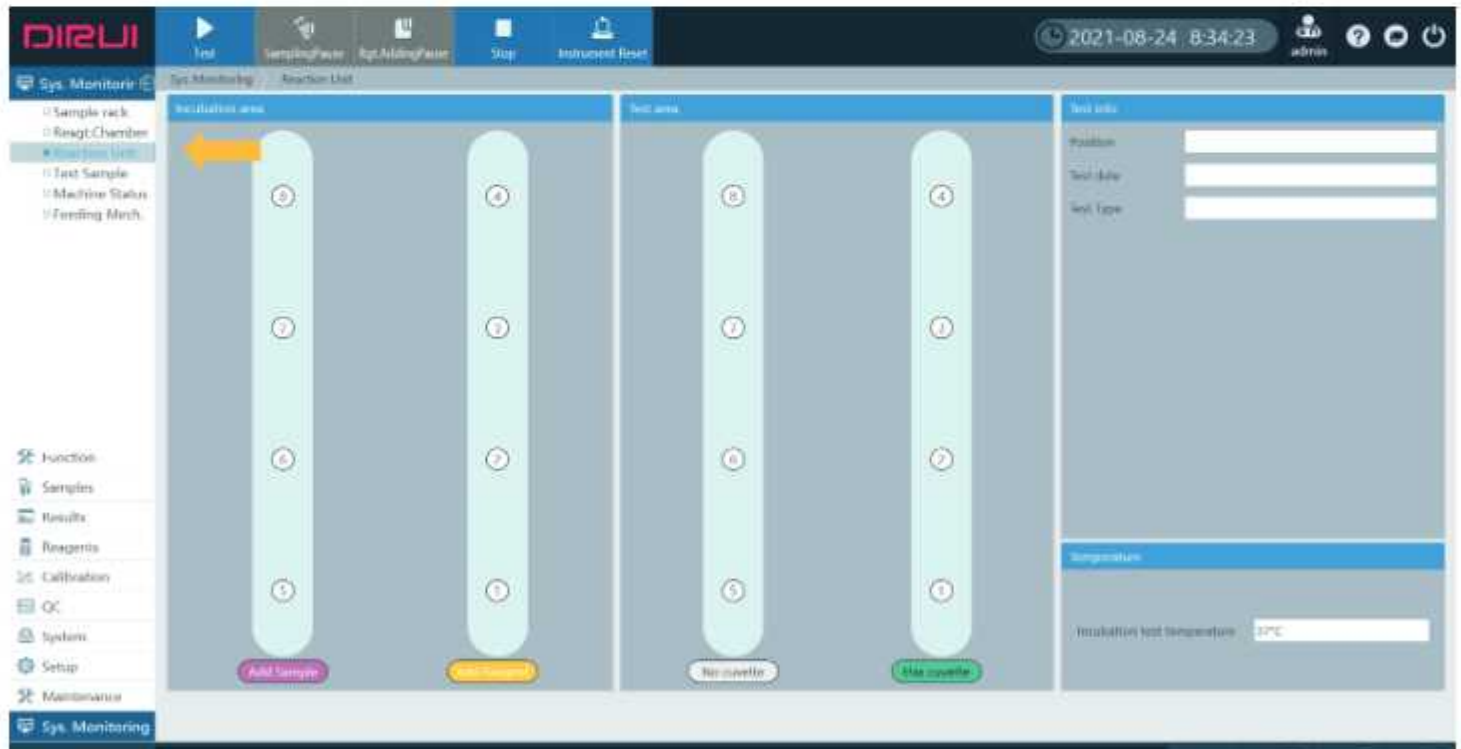 DIRUI
Test
SamplingPause
Rgt.AddingPause
Stop
Instrument Reset
2021-08-24 8:34:23
admin
Sys. Monitorir
Sys.Monitoring
Reaction Unit
Sample rack
Reagt.Chamber
Reaction Unit
Test Sample
Machine Status
Feeding Mech.
Function
Samples
Results
Reagents
Calibration
QC
System
Setup
Maintenance
Sys. Monitoring
Incubation area
8
4
7
3
6
2
5
1
Add Sample
Test area
8
4
7
3
6
2
5
1
No cuvette
Has cuvette
Test info
Position
Test date
Test Type
Temperature
Incubation test temperature
37°C